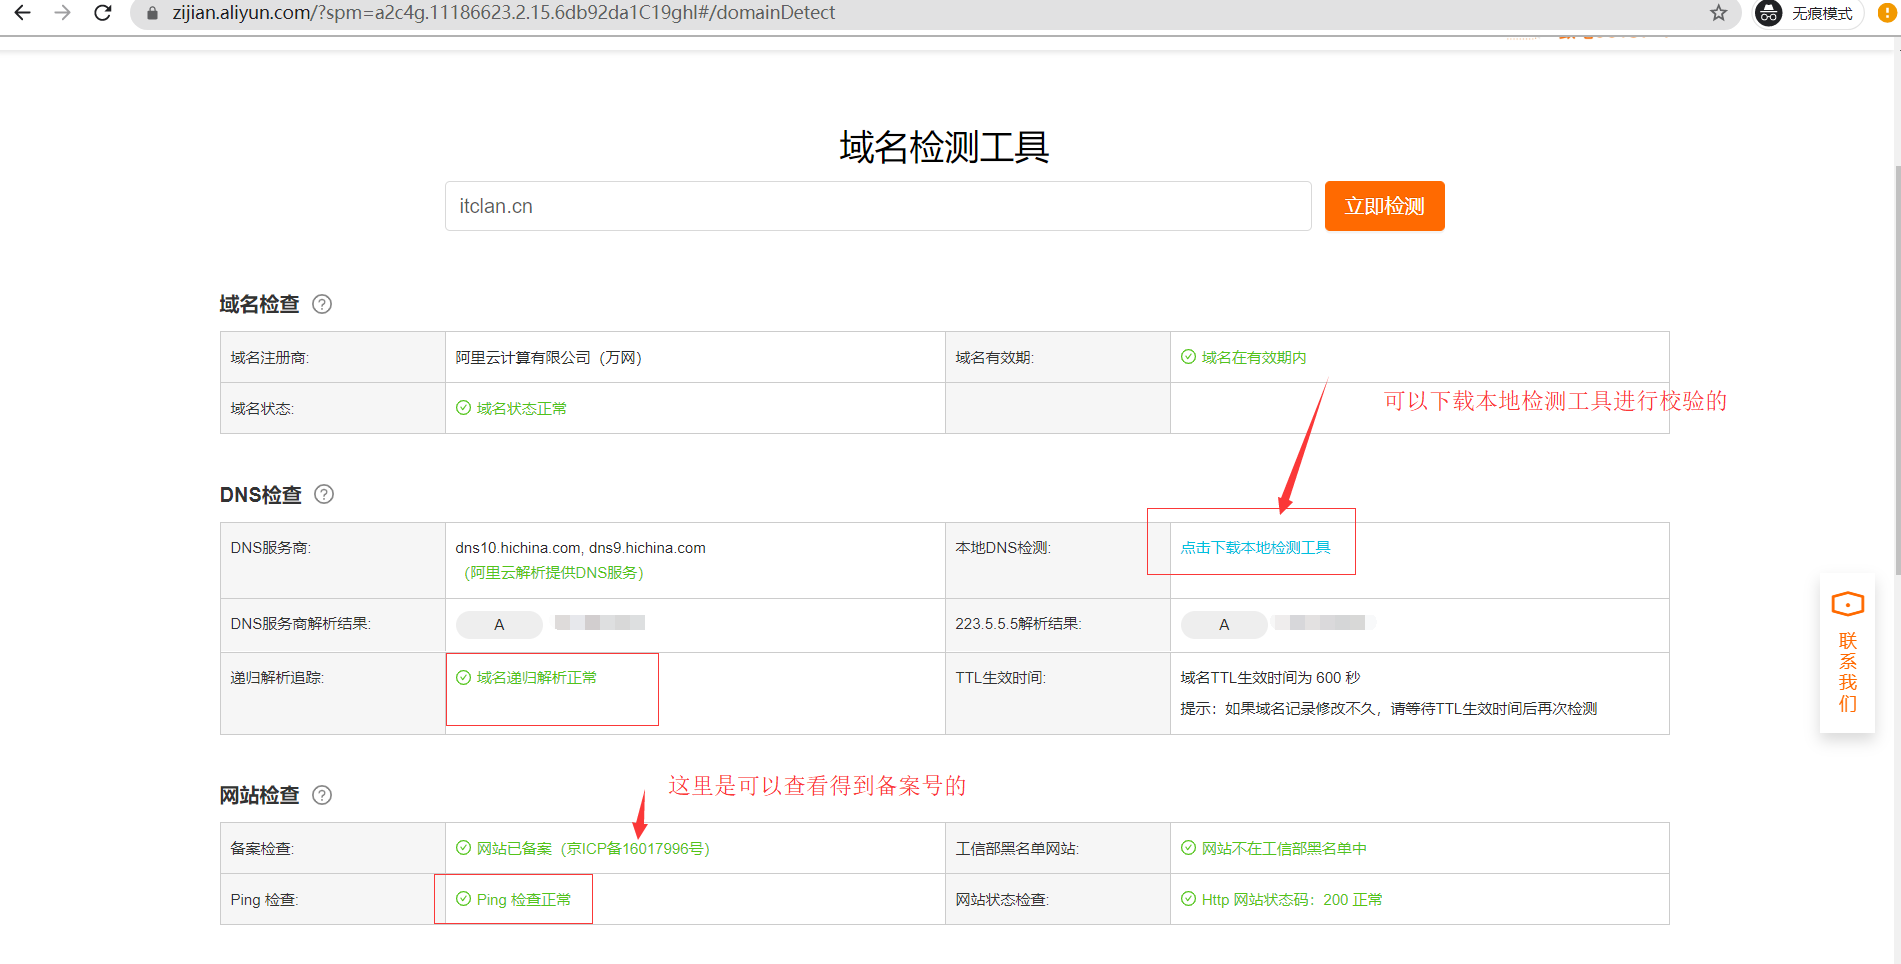 zijian.aliyun.com/?spm=a2c4g.11186623.2.15.6db92da1C19ghl#/domainDetect
无痕模式
域名检测工具
itclan.cn
立即检测
域名检查
域名注册商:
阿里云计算有限公司（万网）
域名有效期:
域名在有效期内
域名状态:
域名状态正常
可以下载本地检测工具进行校验的
DNS检查
DNS服务商:
dns10.hichina.com, dns9.hichina.com
（阿里云解析提供DNS服务）
本地DNS检测:
点击下载本地检测工具
DNS服务商解析结果:
A
223.5.5.5解析结果:
A
递归解析追踪:
域名递归解析正常
TTL生效时间:
域名TTL生效时间为 600 秒
提示：如果域名记录修改不久，请等待TTL生效时间后再次检测
联系我们
这里是可以查看得到备案号的
网站检查
备案检查:
网站已备案（京ICP备16017996号）
工信部黑名单网站:
网站不在工信部黑名单中
Ping 检查:
Ping 检查正常
网站状态检查:
Http 网站状态码：200 正常